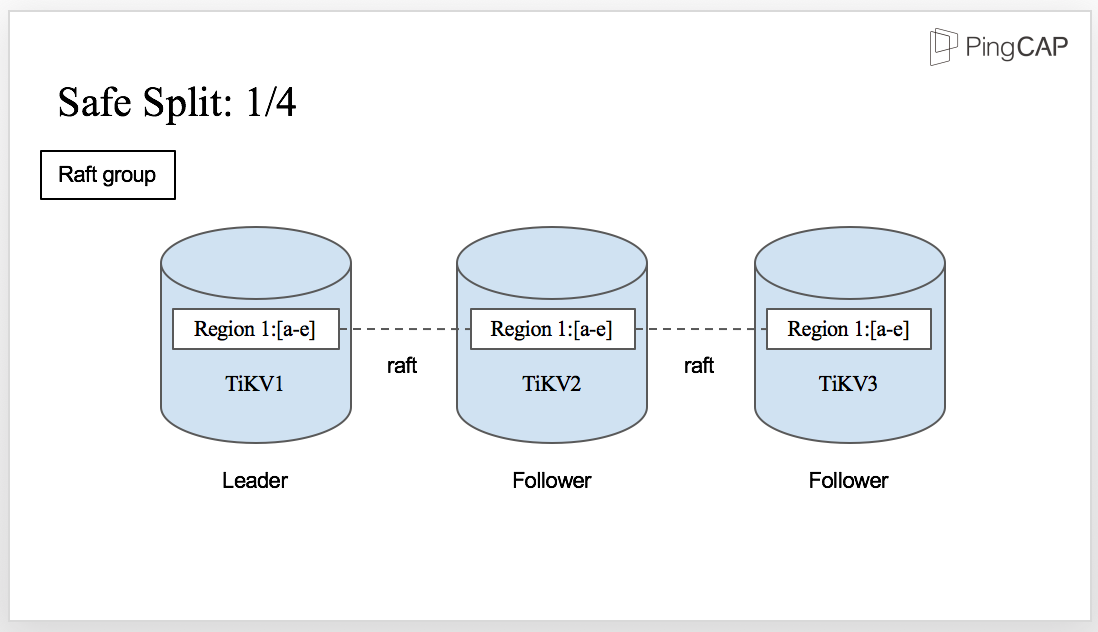 PingCAP
Safe Split: 1/4
Raft group
Region 1:[a-e]
Region 1:[a-e]
Region 1:[a-e]
raft
raft
TiKV1
TiKV2
TiKV3
Leader
Follower
Follower